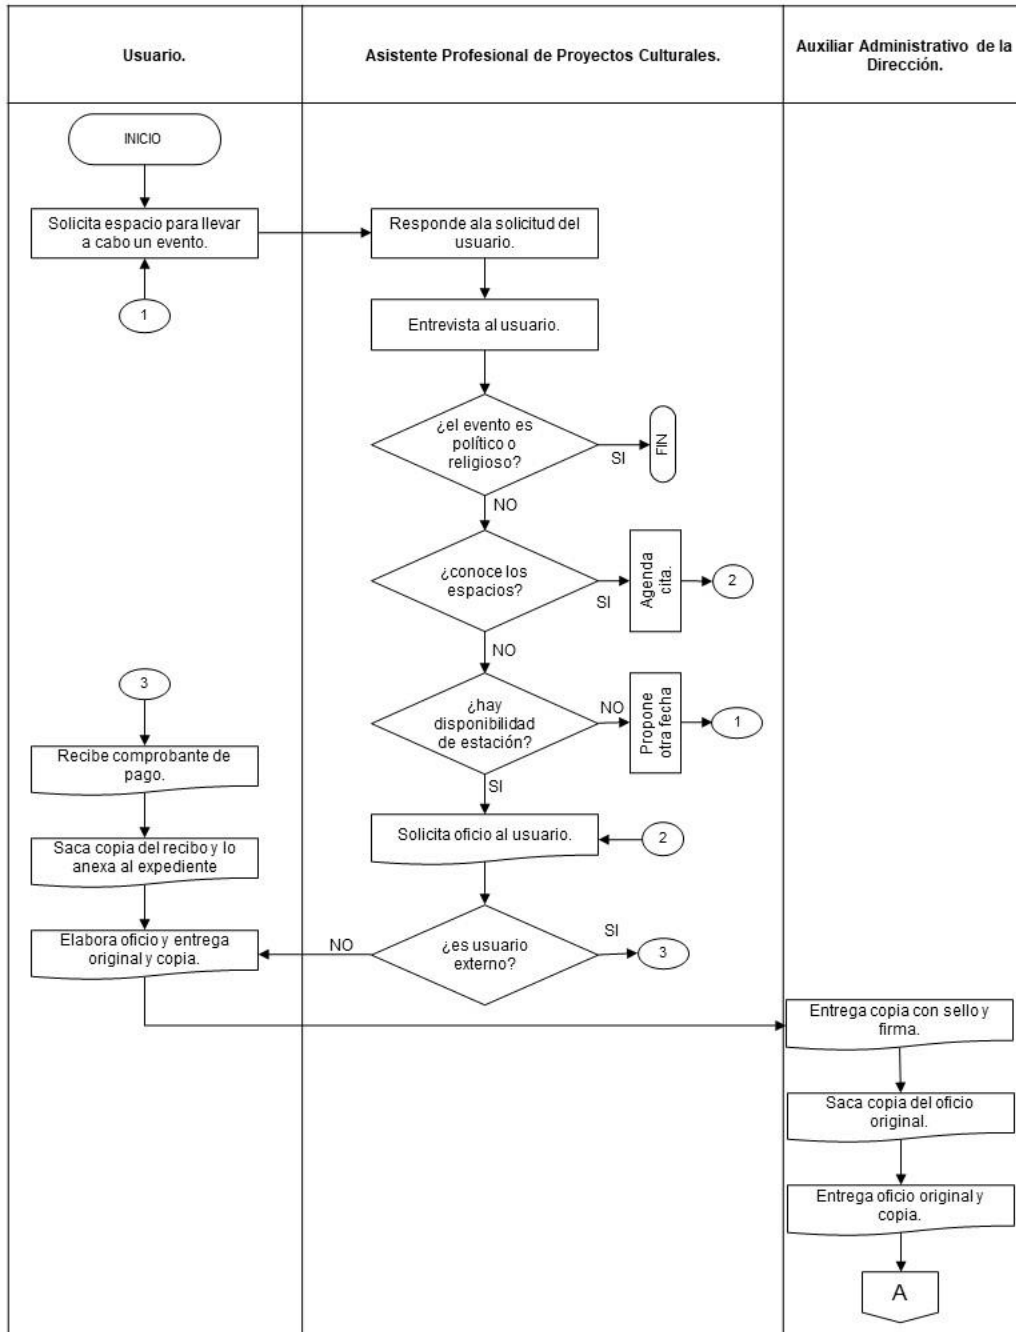 Usuario.
Asistente Profesional de Proyectos Culturales.
Auxiliar Administrativo de la
Dirección.
INICIO
Solicita espacio para llevar
a cabo un evento.
Responde ala solicitud del
usuario.
1
Entrevista al usuario.
¿el evento es
político o
religioso?
SI
FIN
NO
¿conoce los
espacios?
SI
Agenda
cita.
2
NO
3
¿hay
disponibilidad
de estación?
NO
Propone
otra fecha
1
Recibe comprobante de
pago.
SI
Solicita oficio al usuario.
2
Saca copia del recibo y lo
anexa al expediente
Elabora oficio y entrega
original y copia.
NO
¿es usuario
externo?
SI
3
Entrega copia con sello y
firma.
Saca copia del oficio
original.
Entrega oficio original y
copia.
A